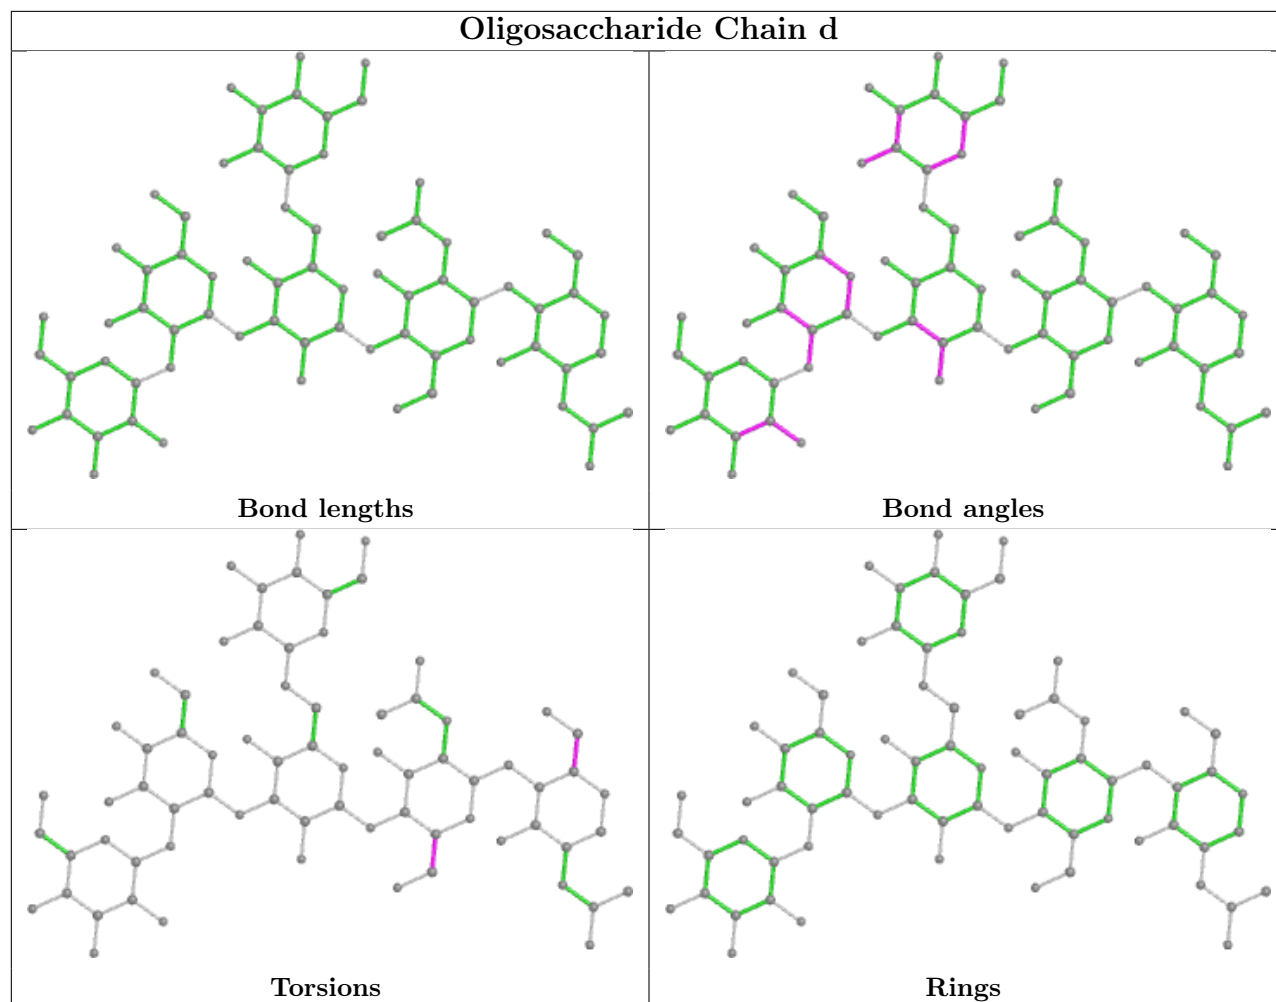 Oligosaccharide Chain d
Bond lengths
Bond angles
Torsions
Rings